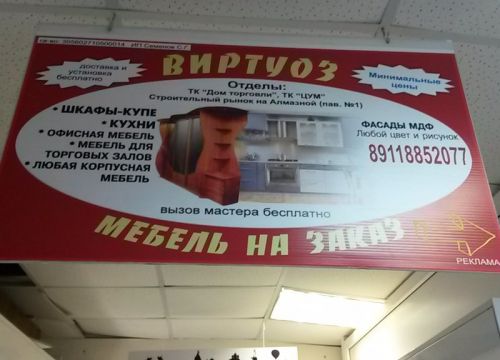 ИП Семенов С.Г.
доставка и
установка
бесплатно
ВИРТУОЗ
Минимальные
цены
Отделы:
ТК "Дом торговли", ТК "ЦУМ"
Строительный рынок на Алмазной (пав. №1)
• ШКАФЫ-КУПЕ
• КУХНИ
• ОФИСНАЯ МЕБЕЛЬ
• МЕБЕЛЬ ДЛЯ
ТОРГОВЫХ ЗАЛОВ
• ЛЮБАЯ КОРПУСНАЯ
МЕБЕЛЬ
ФАСАДЫ МДФ
Любой цвет и рисунок
89118852077
вызов мастера бесплатно
МЕБЕЛЬ НА ЗАКАЗ
РЕКЛАМА